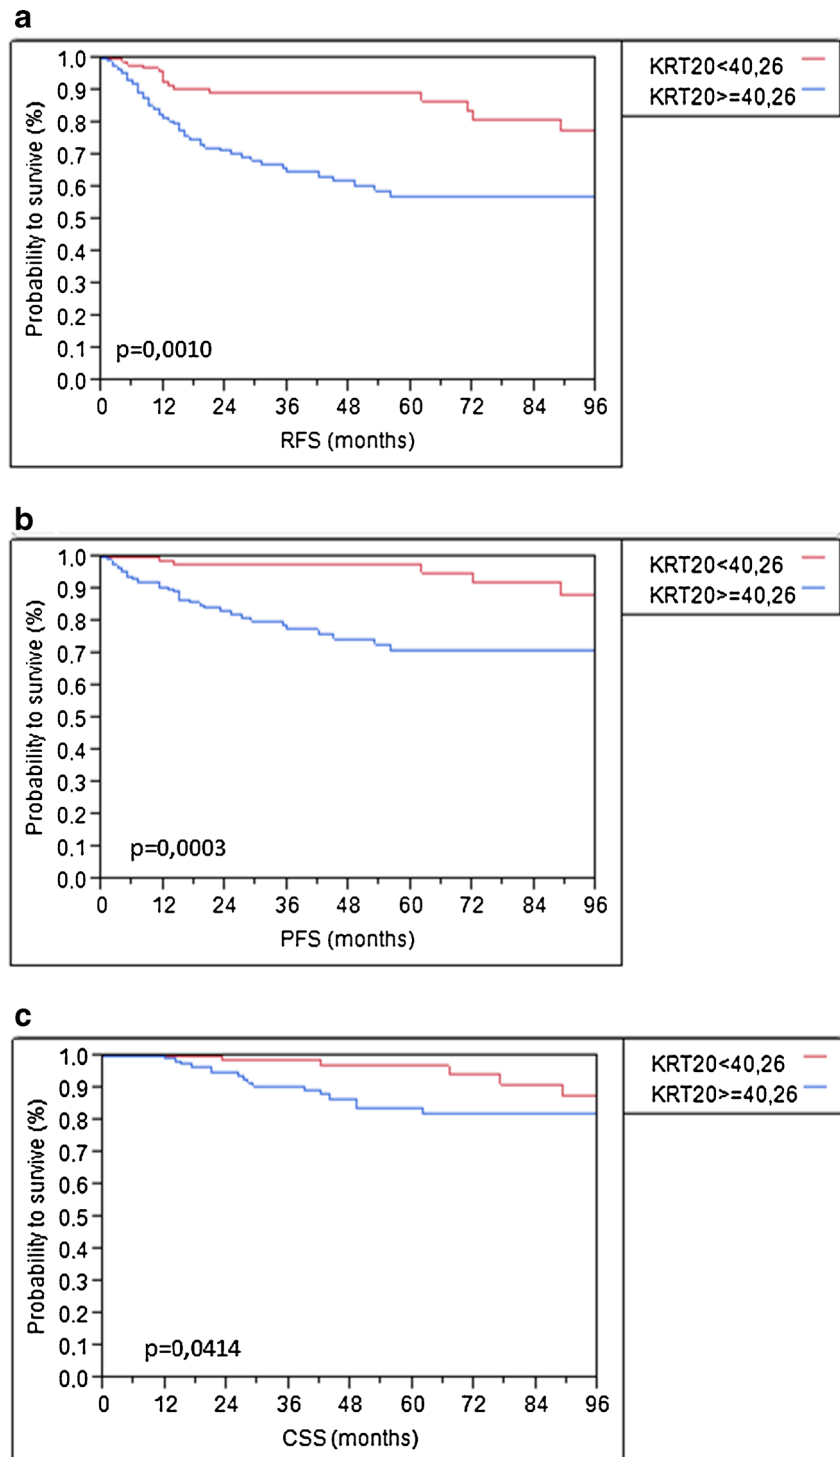 a
KRT20<40,26
KRT20>=40,26
Probability to survive (%)
1.0
0.9
0.8
0.7
0.6
0.5
0.4
0.3
0.2
0.1
0.0
p=0,0010
0 12 24 36 48 60 72 84 96
RFS (months)
b
KRT20<40,26
KRT20>=40,26
Probability to survive (%)
1.0
0.9
0.8
0.7
0.6
0.5
0.4
0.3
0.2
0.1
0.0
p=0,0003
0 12 24 36 48 60 72 84 96
PFS (months)
c
KRT20<40,26
KRT20>=40,26
Probability to survive (%)
1.0
0.9
0.8
0.7
0.6
0.5
0.4
0.3
0.2
0.1
0.0
p=0,0414
0 12 24 36 48 60 72 84 96
CSS (months)